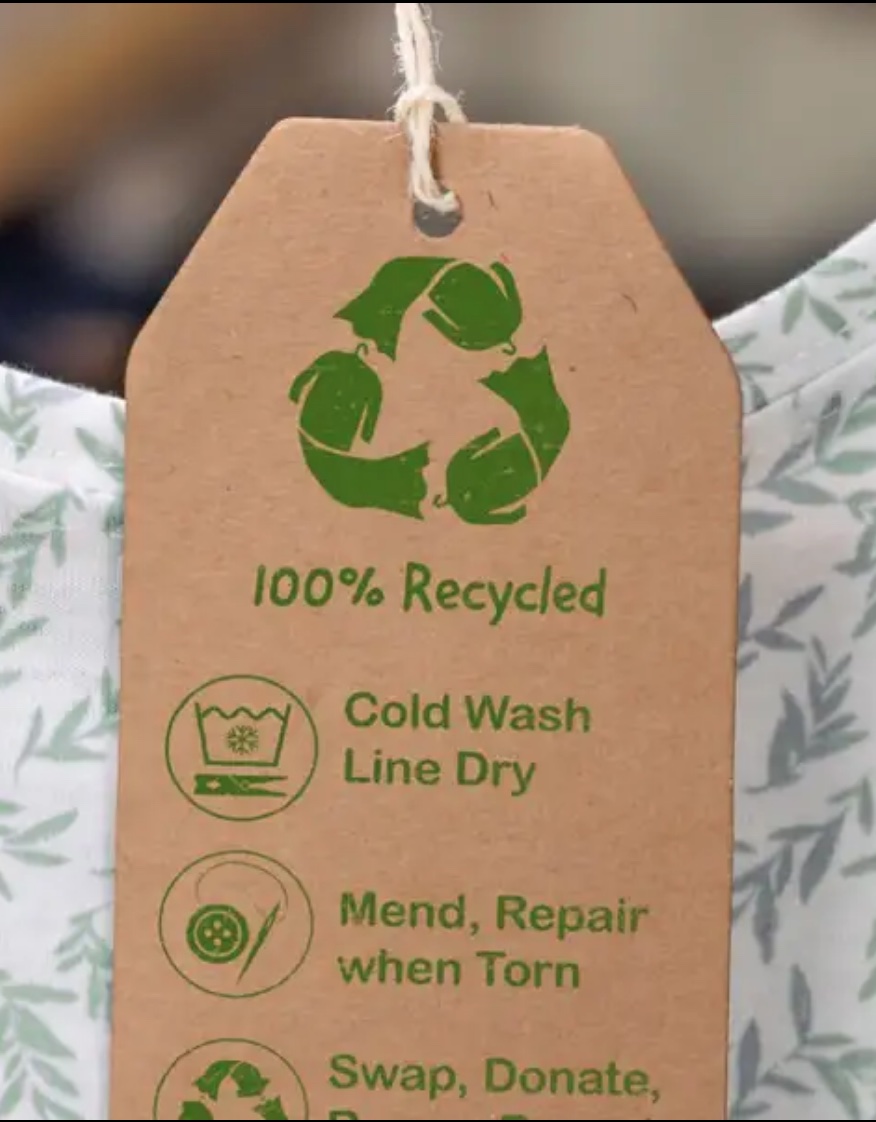 100% Recycled
Cold Wash
Line Dry
Mend, Repair
when Torn
Swap, Donate,